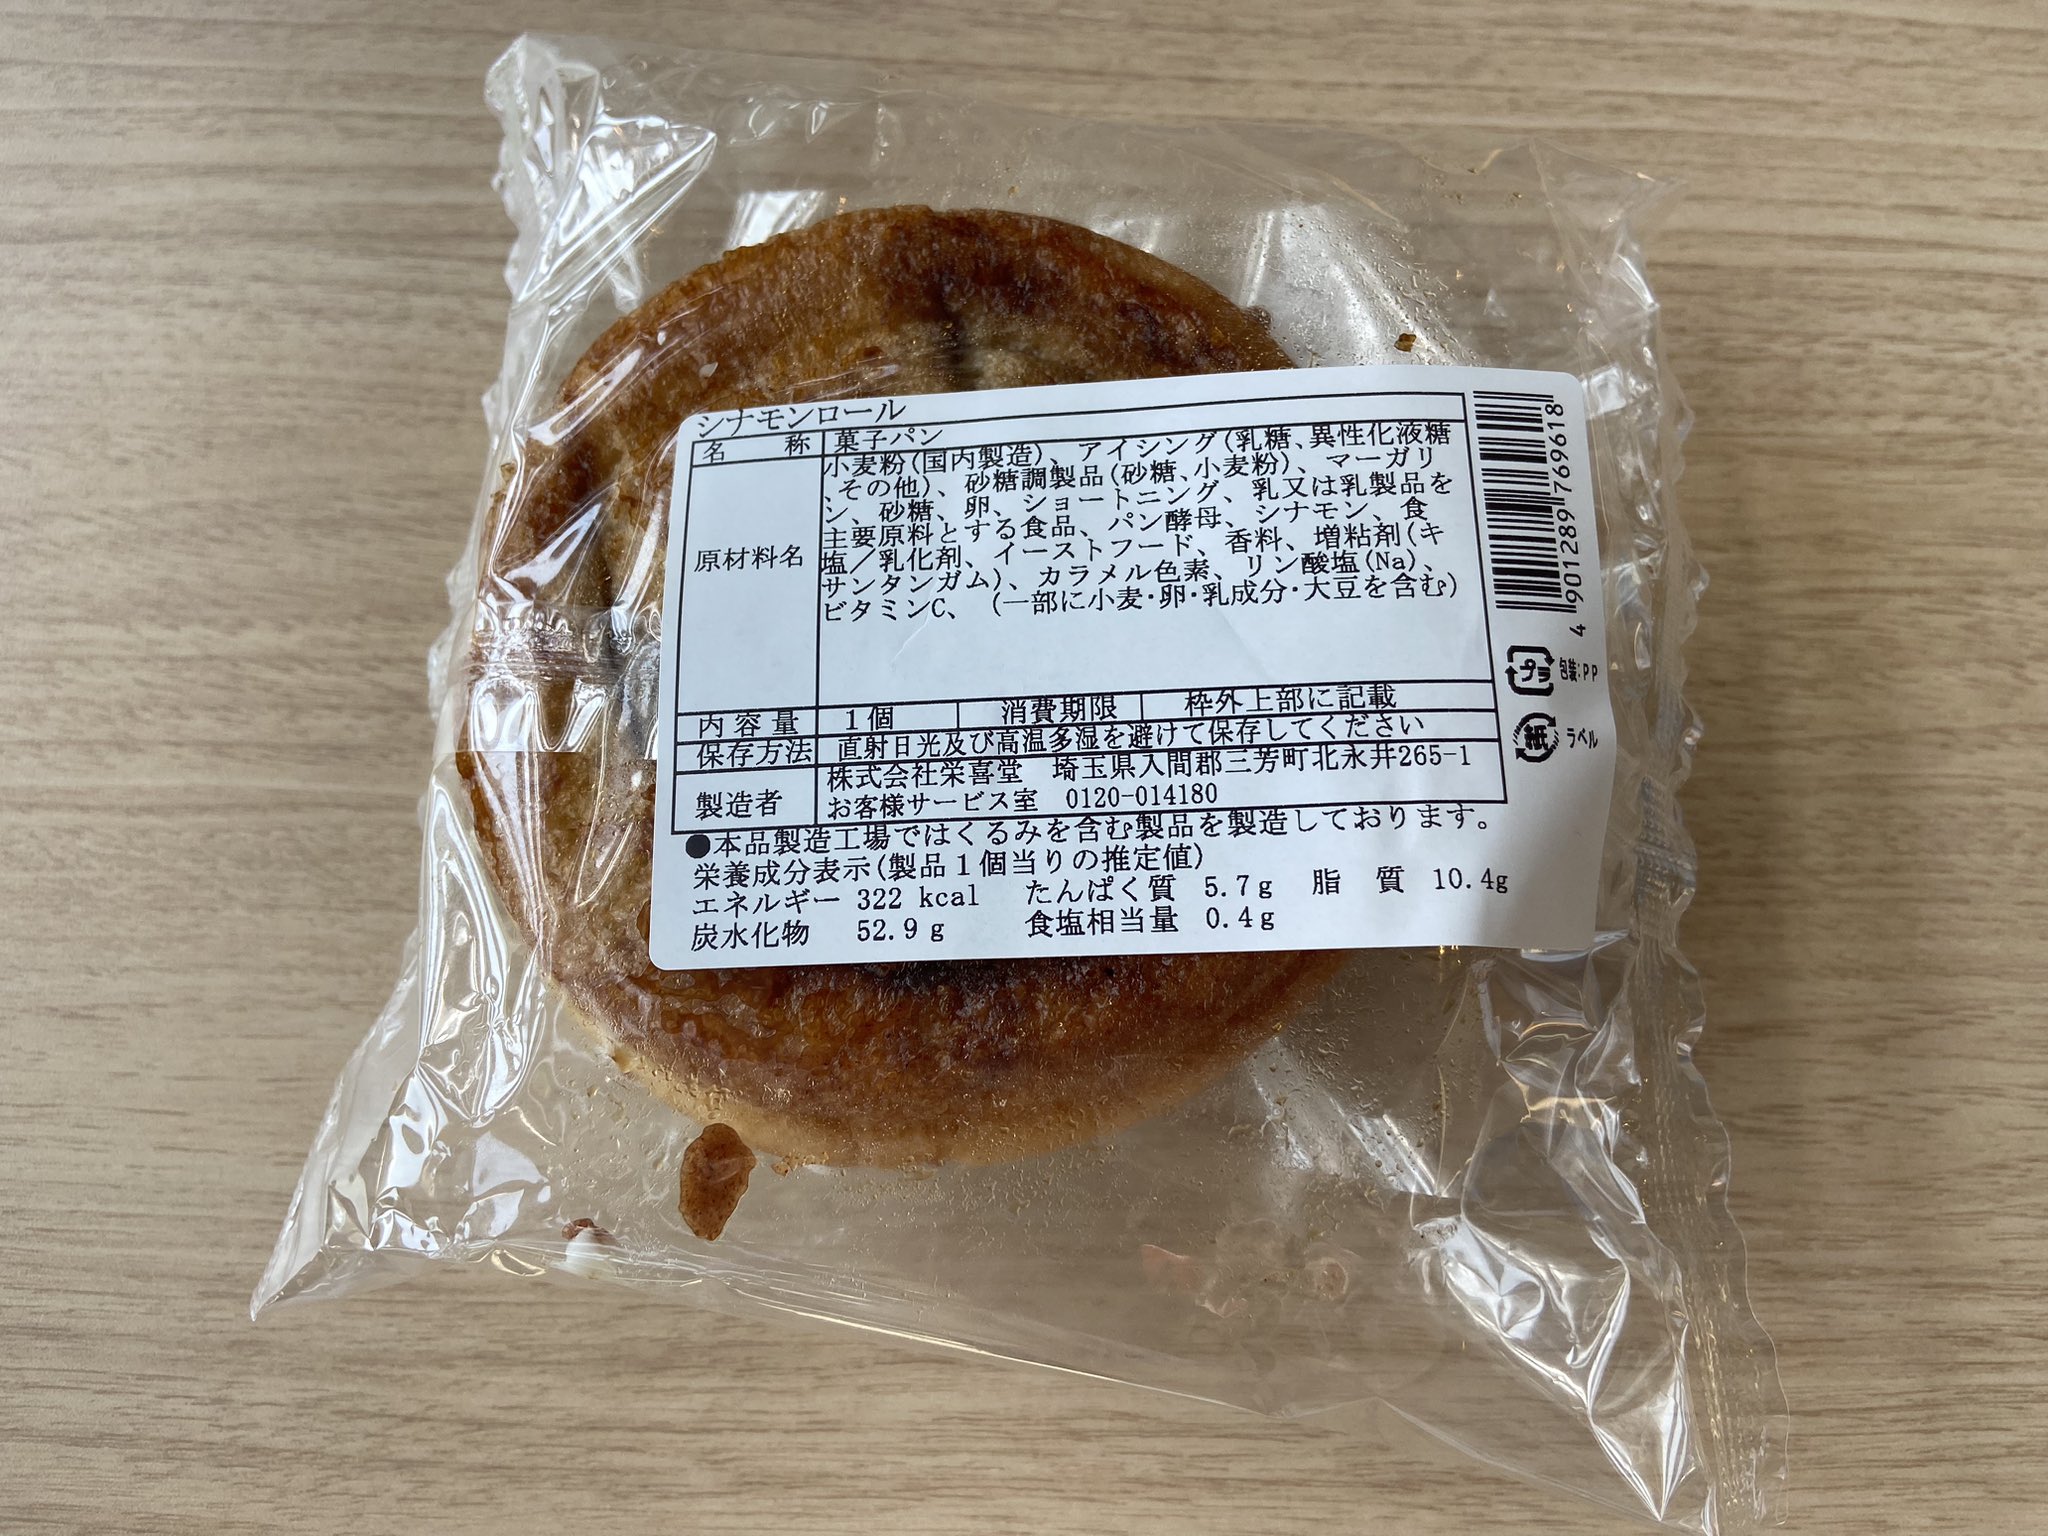 シナモンロール
名 称 菓子パン
原材料名 小麦粉(国内製造)、アイシング(乳糖、異性化液糖
、その他)、砂糖調製品(砂糖、小麦粉)、マーガリ
ン、砂糖、卵、ショートニング、乳又は乳製品を
主要原料とする食品、パン酵母、シナモン、食
塩/乳化剤、イーストフード、香料、増粘剤(キ
サンタンガム)、カラメル色素、リン酸塩(Na)、
ビタミンC、(一部に小麦・卵・乳成分・大豆を含む)
内容量 1個 消費期限 枠外上部に記載
保存方法 直射日光及び高温多湿を避けて保存してください
製造者 株式会社栄喜堂 埼玉県入間郡三芳町北永井265-1
お客様サービス室 0120-014180
●本品製造工場ではくるみを含む製品を製造しております。
栄養成分表示(製品1個当りの推定値)
エネルギー 322 kcal たんぱく質 5.7g 脂 質 10.4g
炭水化物 52.9g 食塩相当量 0.4g
4 901289 769618
プラ 包装:PP
紙 ラベル